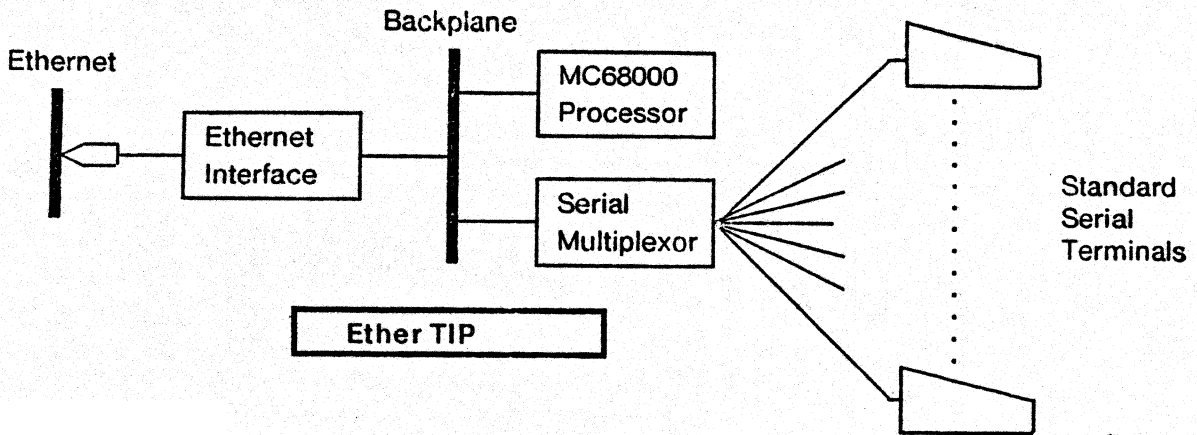 Backplane
Ethernet
MC68000
Processor
Ethernet
Interface
Serial
Multiplexor
Standard
Serial
Terminals
Ether TIP